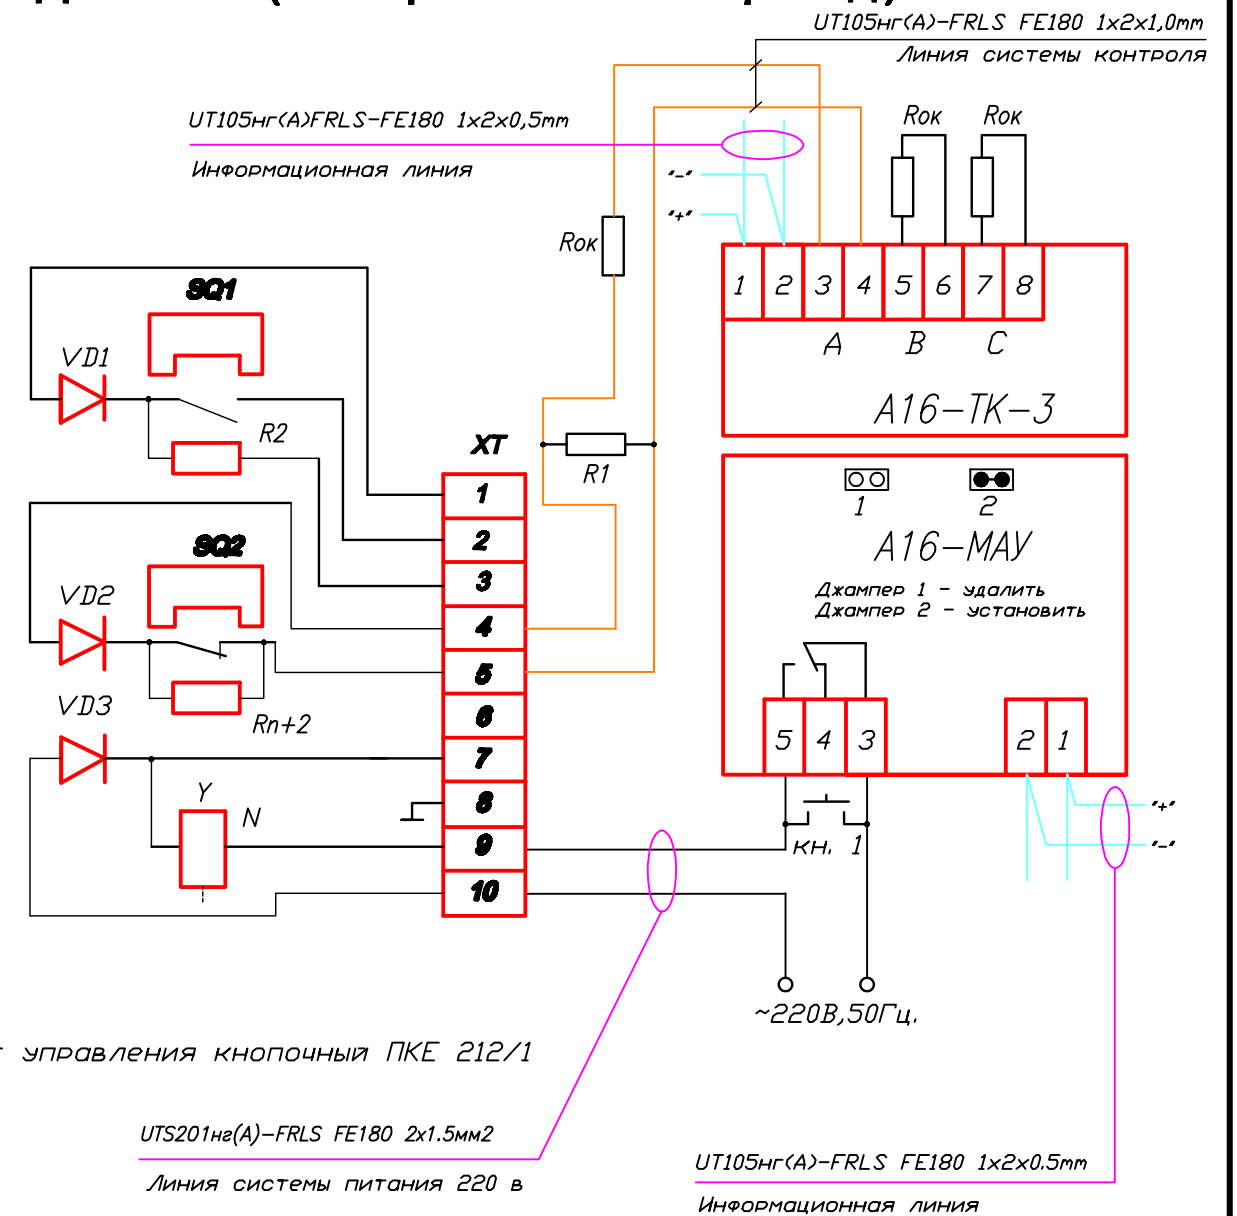 UT105нг(А)-FRLS FE180 1x2x1,0mm
Линия системы контроля
UT105нг(А)FRLS-FE180 1x2x0,5mm
Информационная линия
"-"
"+"
Rок
Rок
Rок
1 2 3 4 5 6 7 8
A B C
А16-ТК-3
SQ1
VD1
R2
XT
R1
1
2
3
4
5
6
7
8
9
10
SQ2
VD2
Rn+2
VD3
Y
N
1
2
А16-МАУ
Джампер 1 - удалить
Джампер 2 - установить
5 4 3
2 1
"+"
"-"
КН. 1
~220В,50Гц.
управления кнопочный ПКЕ 212/1
UTS201нг(А)-FRLS FE180 2x1.5мм2
Линия системы питания 220 в
UT105нг(А)-FRLS FE180 1x2x0.5mm
Информационная линия